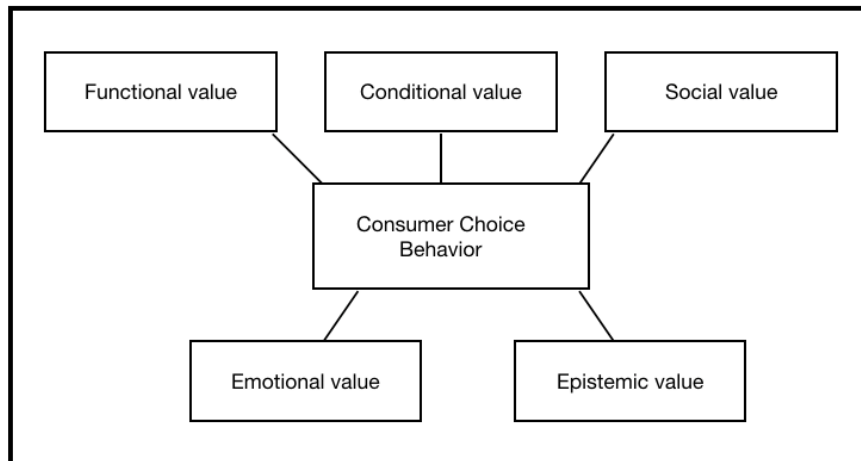 Functional value
Conditional value
Social value
Consumer Choice
Behavior
Emotional value
Epistemic value